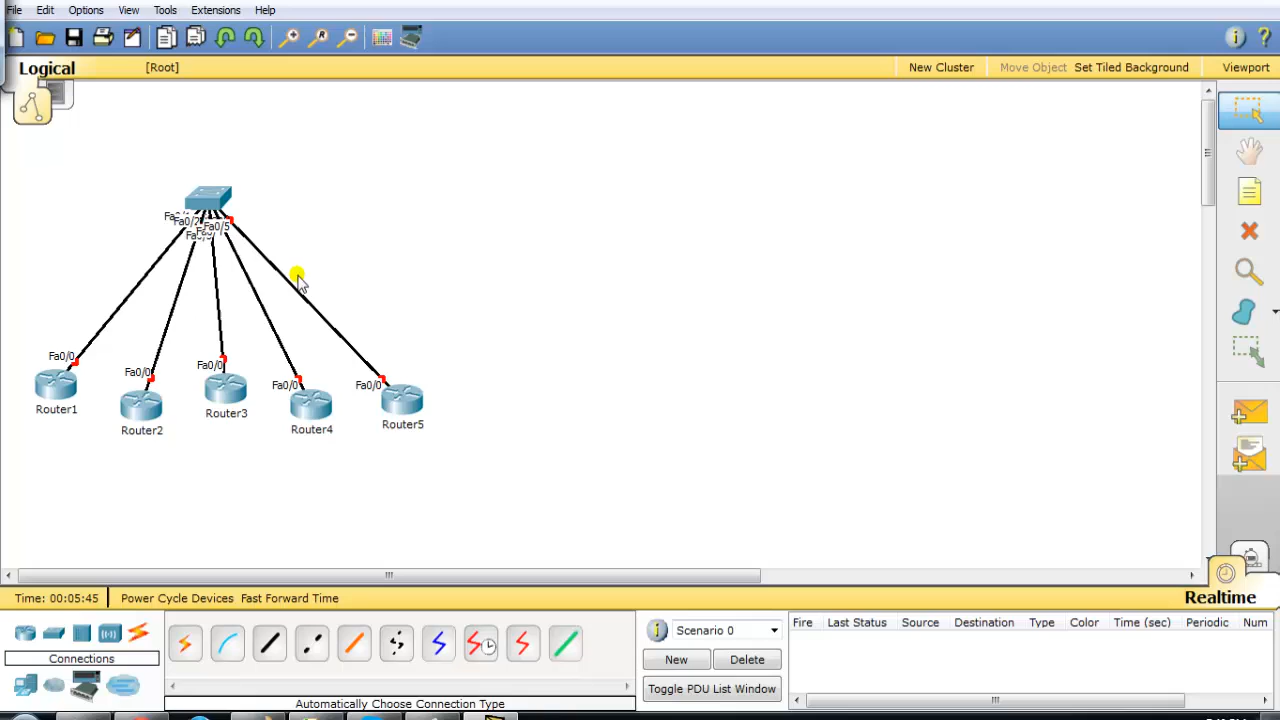 File Edit Options View Tools Extensions Help
Logical [Root] New Cluster Move Object Set Tiled Background Viewport
Fa0/2 Fa0/5
Fa0/0
Fa0/0
Fa0/0
Fa0/0
Fa0/0
Router1
Router2
Router3
Router4
Router5
Time: 00:05:45 Power Cycle Devices Fast Forward Time
Realtime
Connections
Automatically Choose Connection Type
Scenario 0
New Delete
Toggle PDU List Window
Fire Last Status Source Destination Type Color Time (sec) Periodic Num